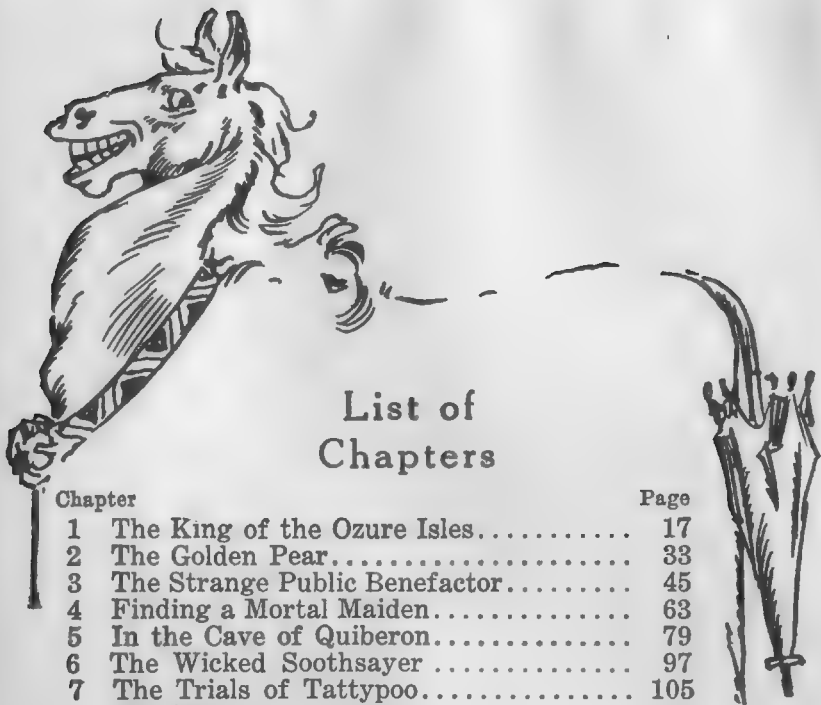 List of
Chapters
Chapter Page
1 The King of the Ozure Isles............ 17
2 The Golden Pear...................... 33
3 The Strange Public Benefactor......... 45
4 Finding a Mortal Maiden.............. 63
5 In the Cave of Quiberon.............. 79
6 The Wicked Soothsayer .............. 97
7 The Trials of Tattypoo............... 105